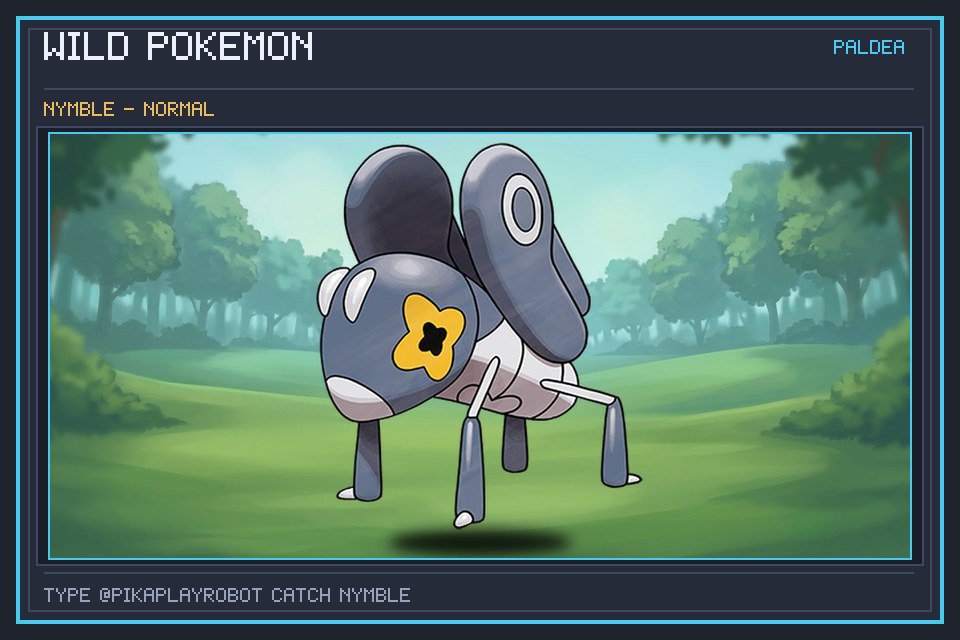 WILD POKEMON
PALDEA
NYMBLE - NORMAL
TYPE @PIKAPLAYROBOT CATCH NYMBLE